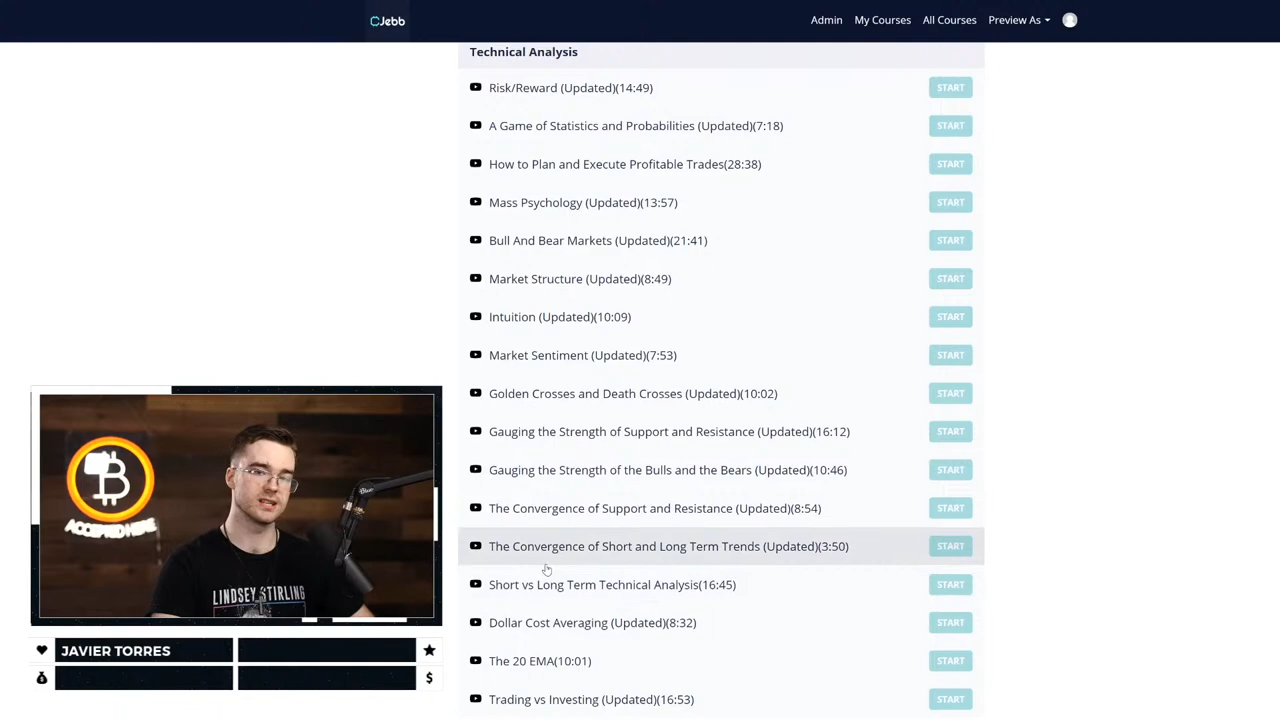 Jebb
Admin
My Courses
All Courses
Preview As
Technical Analysis
Risk/Reward (Updated)(14:49)
START
A Game of Statistics and Probabilities (Updated)(7:18)
START
How to Plan and Execute Profitable Trades(28:38)
START
Mass Psychology (Updated)(13:57)
START
Bull And Bear Markets (Updated)(21:41)
START
Market Structure (Updated)(8:49)
START
Intuition (Updated)(10:09)
START
Market Sentiment (Updated)(7:53)
START
Golden Crosses and Death Crosses (Updated)(10:02)
START
Gauging the Strength of Support and Resistance (Updated)(16:12)
START
Gauging the Strength of the Bulls and the Bears (Updated)(10:46)
START
The Convergence of Support and Resistance (Updated)(8:54)
START
The Convergence of Short and Long Term Trends (Updated)(3:50)
START
Short vs Long Term Technical Analysis(16:45)
START
Dollar Cost Averaging (Updated)(8:32)
START
The 20 EMA(10:01)
START
Trading vs Investing (Updated)(16:53)
START
B
ACCEPTED HERE
Blue
LINDSEY STIRLING
JAVIER TORRES
$